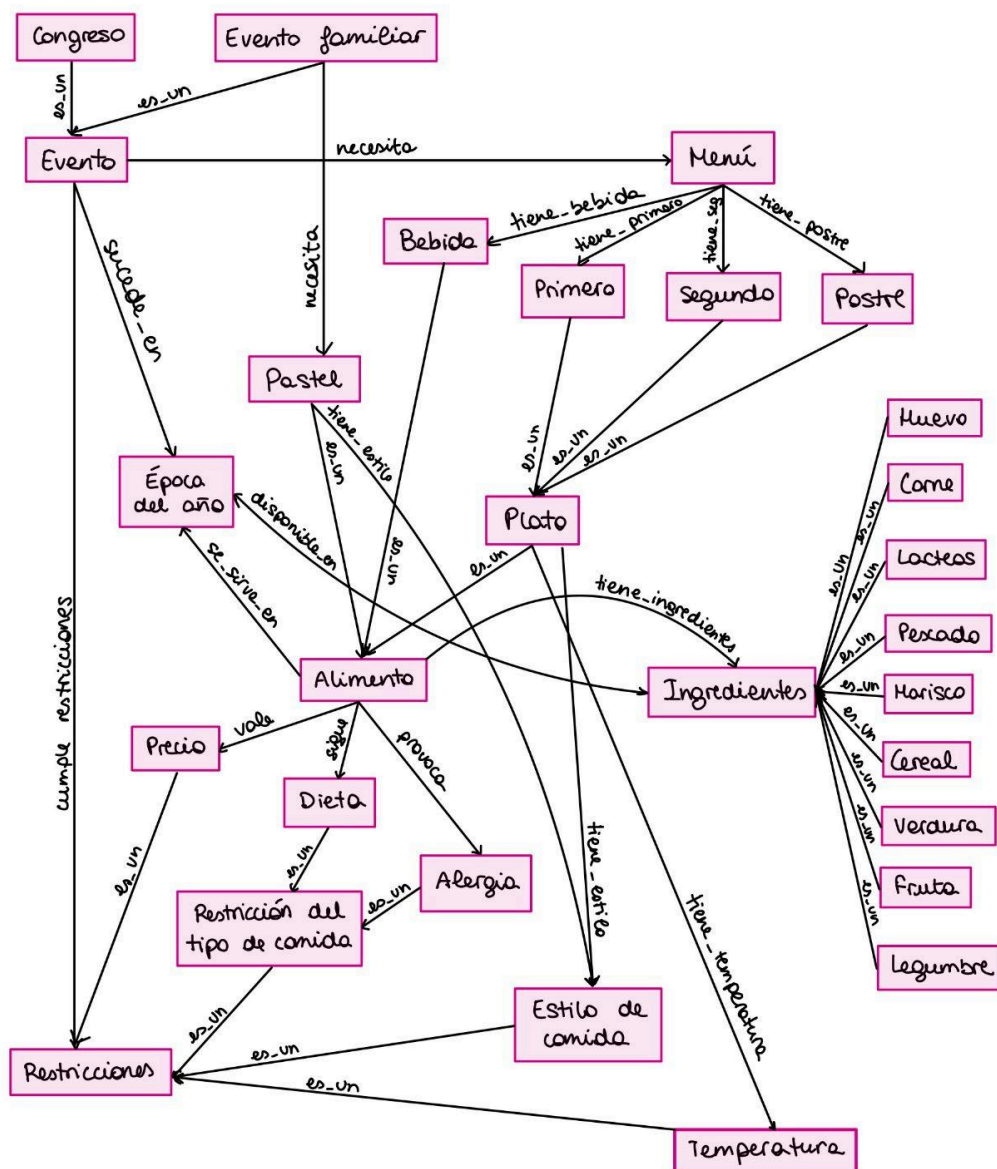 Congreso
Evento familiar
es_un
es_un
Evento
necesita
Menú
tiene_bebida
tiene_primero
tiene_seg
tiene_postre
Bebida
Primero
Segundo
Postre
sucede_en
necesita
Pastel
tiene_estilo
es_un
es_un
es_un
es_un
es_un
Época
del año
disponible_en
Plato
es_un
se_sirve_en
tiene_ingredientes
Huevo
Carne
Lacteos
Pescado
Marisco
Cereal
Verdura
Fruta
Legumbre
es_un
es_un
es_un
es_un
es_un
es_un
es_un
es_un
es_un
Alimento
Ingredientes
cumple restricciones
Precio
vale
sigue
provoca
Dieta
Alergia
es_un
es_un
es_un
Restricción del
tipo de comida
tiene_estilo
tiene_temperatura
es_un
Estilo de
comida
es_un
Restricciones
es_un
Temperatura